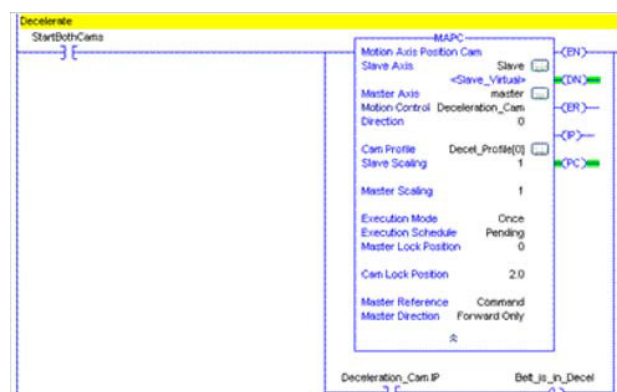 Decelerate
StartBothCams
MAPC
Motion Axis Position Cam
(EN)
Slave Axis Slave ...
<Slave_Virtual>
(DN)
Master Axis master ...
Motion Control Deceleration_Cam
(ER)
Direction 0
(IP)
Cam Profile Decel_Profile[0] ...
Slave Scaling 1
(PC)
Master Scaling 1
Execution Mode Once
Execution Schedule Pending
Master Lock Position 0
Cam Lock Position 2.0
Master Reference Command
Master Direction Forward Only
Deceleration_Cam.IP Belt_is_in_Decel